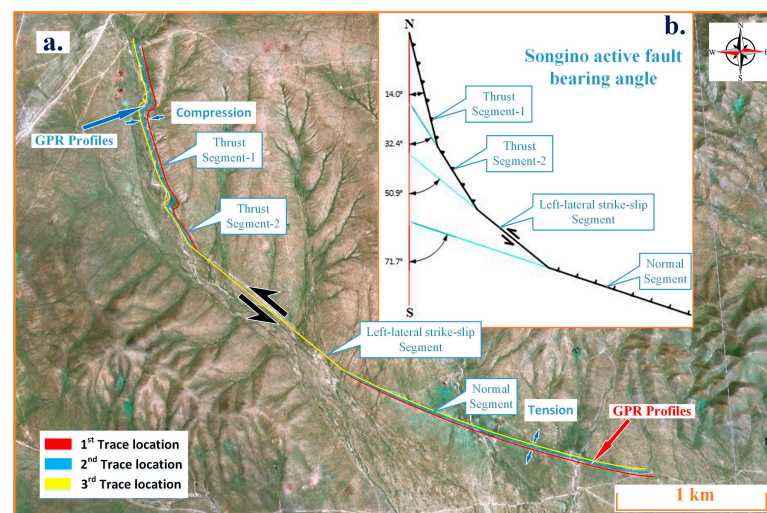 a.
GPR Profiles
Compression
Thrust
Segment-1
Thrust
Segment-2
Left-lateral strike-slip
Segment
Normal
Segment
Tension
GPR Profiles
1st Trace location
2nd Trace location
3rd Trace location
1 km
b.
Songino active fault
bearing angle
N
14.0°
32.4°
50.9°
71.7°
S
Thrust
Segment-1
Thrust
Segment-2
Left-lateral strike-slip
Segment
Normal
Segment
N
W
E
S